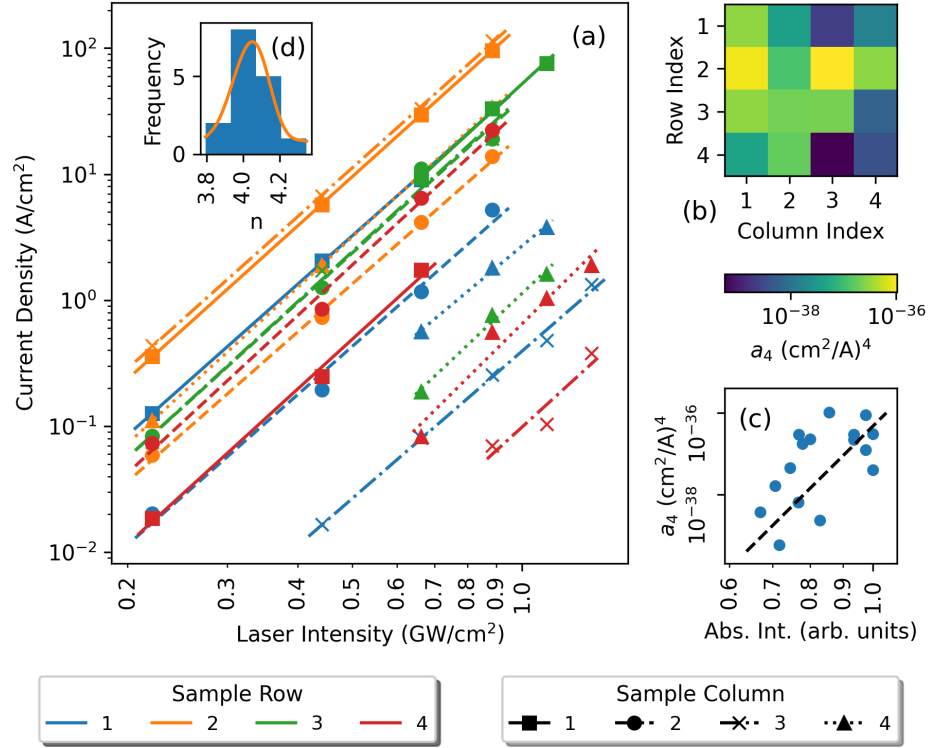 (a)
10²
10¹
10⁰
10⁻¹
10⁻²
Current Density (A/cm²)
0.2
0.3
0.4
0.5
0.6
0.7
0.8
0.9
1.0
Laser Intensity (GW/cm²)
(d)
Frequency
5
0
3.8
4.0
4.2
n
Row Index
1
2
3
4
1 2 3 4
(b)
Column Index
10⁻³⁸ 10⁻³⁶
a₄ (cm²/A)⁴
(c)
a₄ (cm²/A)⁴
10⁻³⁶
10⁻³⁸
0.6
0.7
0.8
0.9
1.0
Abs. Int. (arb. units)
Sample Row
1 2 3 4
Sample Column
1 2 3 4